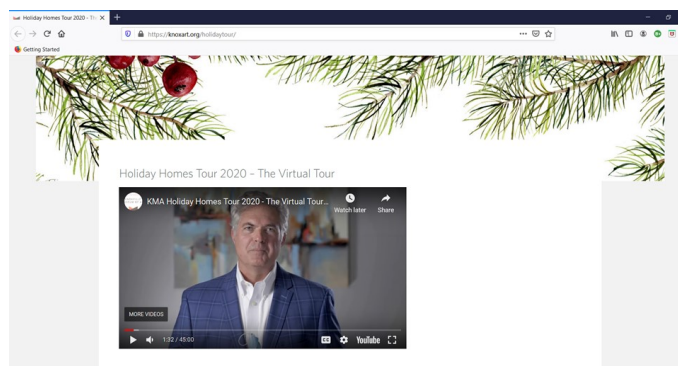 Holiday Homes Tour 2020 - Th
https://knoxart.org/holidaytour/
Getting Started
Holiday Homes Tour 2020 – The Virtual Tour
KMA Holiday Homes Tour 2020 - The Virtual Tour...
Watch later
Share
MORE VIDEOS
1:32 / 45:00
CC
YouTube